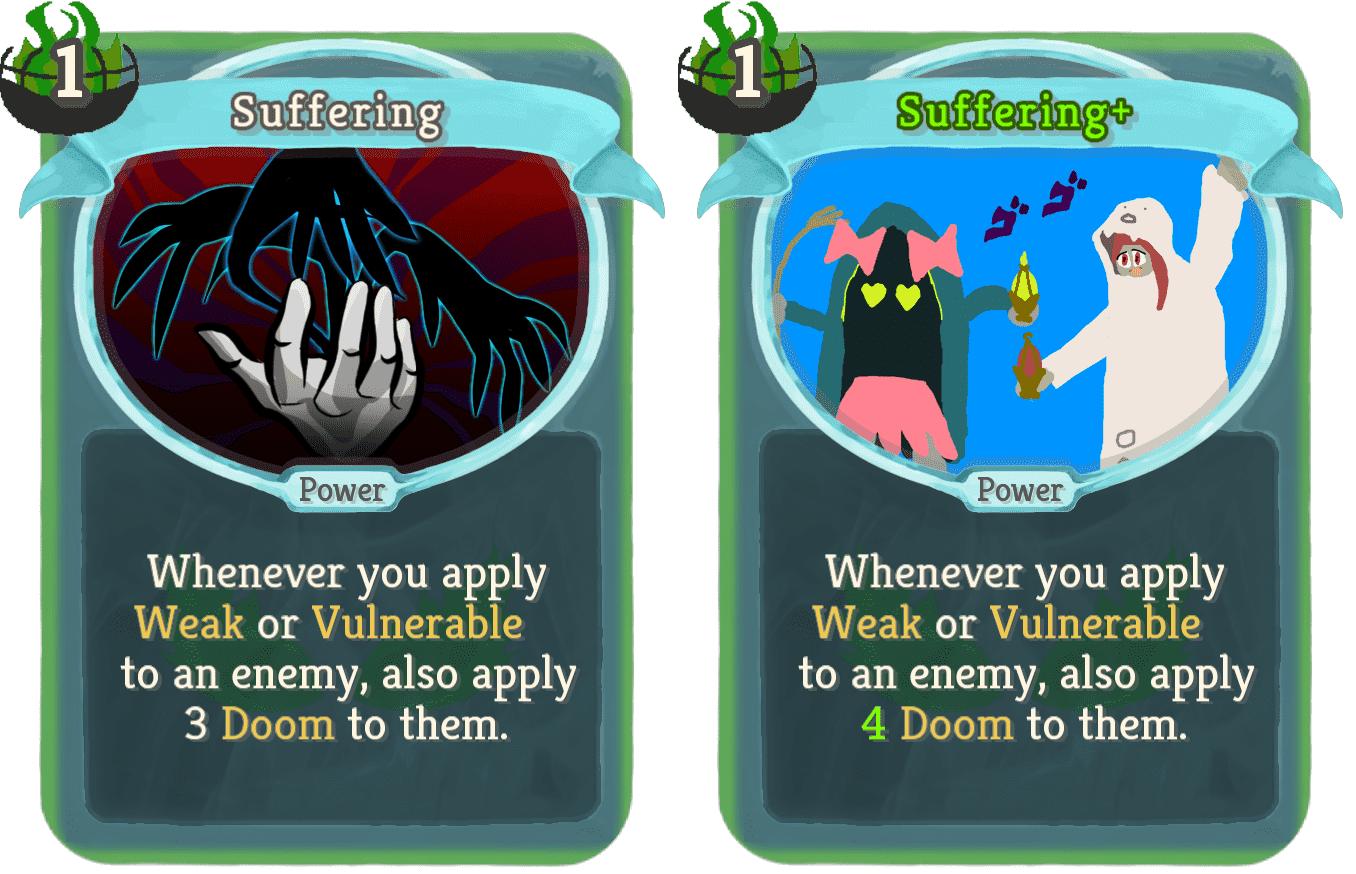 1
Suffering
Power
Whenever you apply
Weak or Vulnerable
to an enemy, also apply
3 Doom to them.
1
Suffering+
Power
Whenever you apply
Weak or Vulnerable
to an enemy, also apply
4 Doom to them.